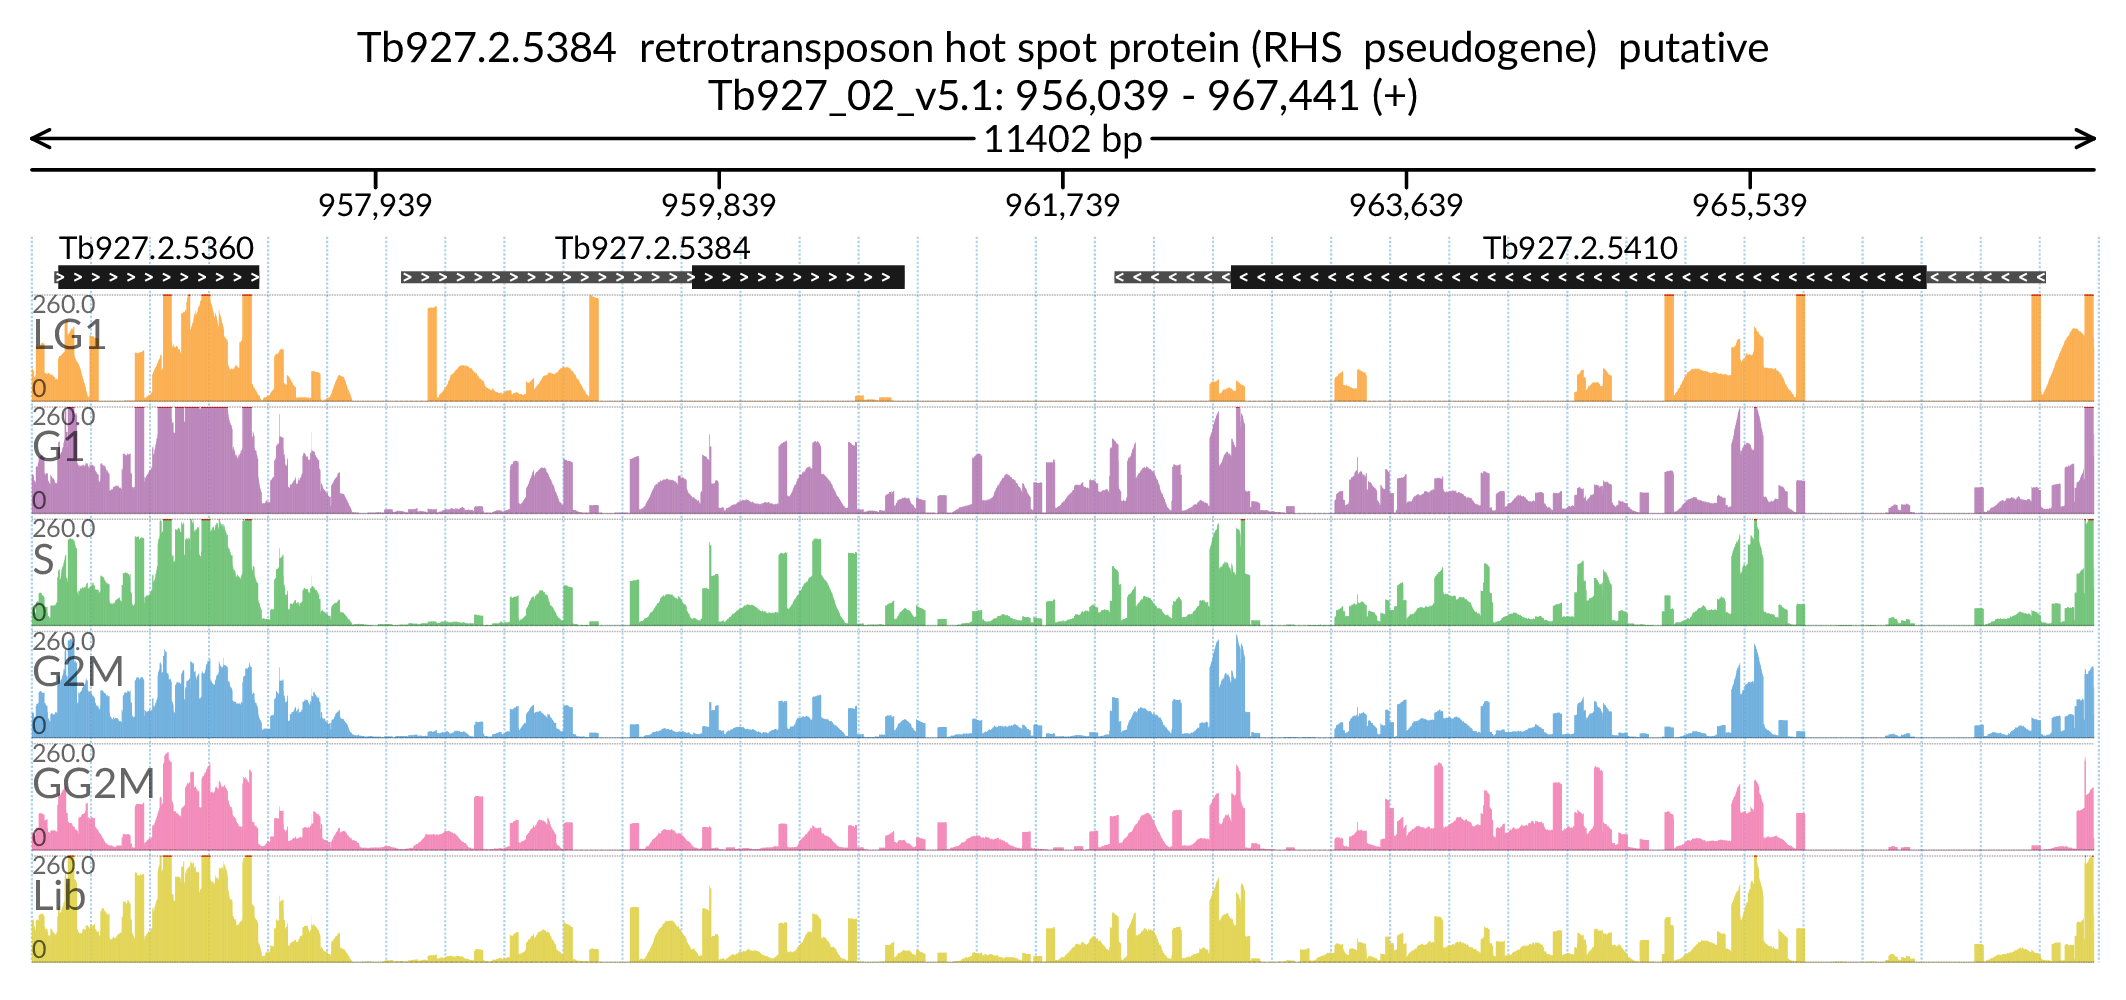 Tb927.2.5384 retrotransposon hot spot protein (RHS pseudogene) putative
Tb927_02_v5.1: 956,039 - 967,441 (+)
11402 bp
957,939 959,839 961,739 963,639 965,539
Tb927.2.5360 Tb927.2.5384 Tb927.2.5410
260.0
LG1
0
260.0
G1
0
260.0
S
0
260.0
G2M
0
260.0
GG2M
0
260.0
Lib
0